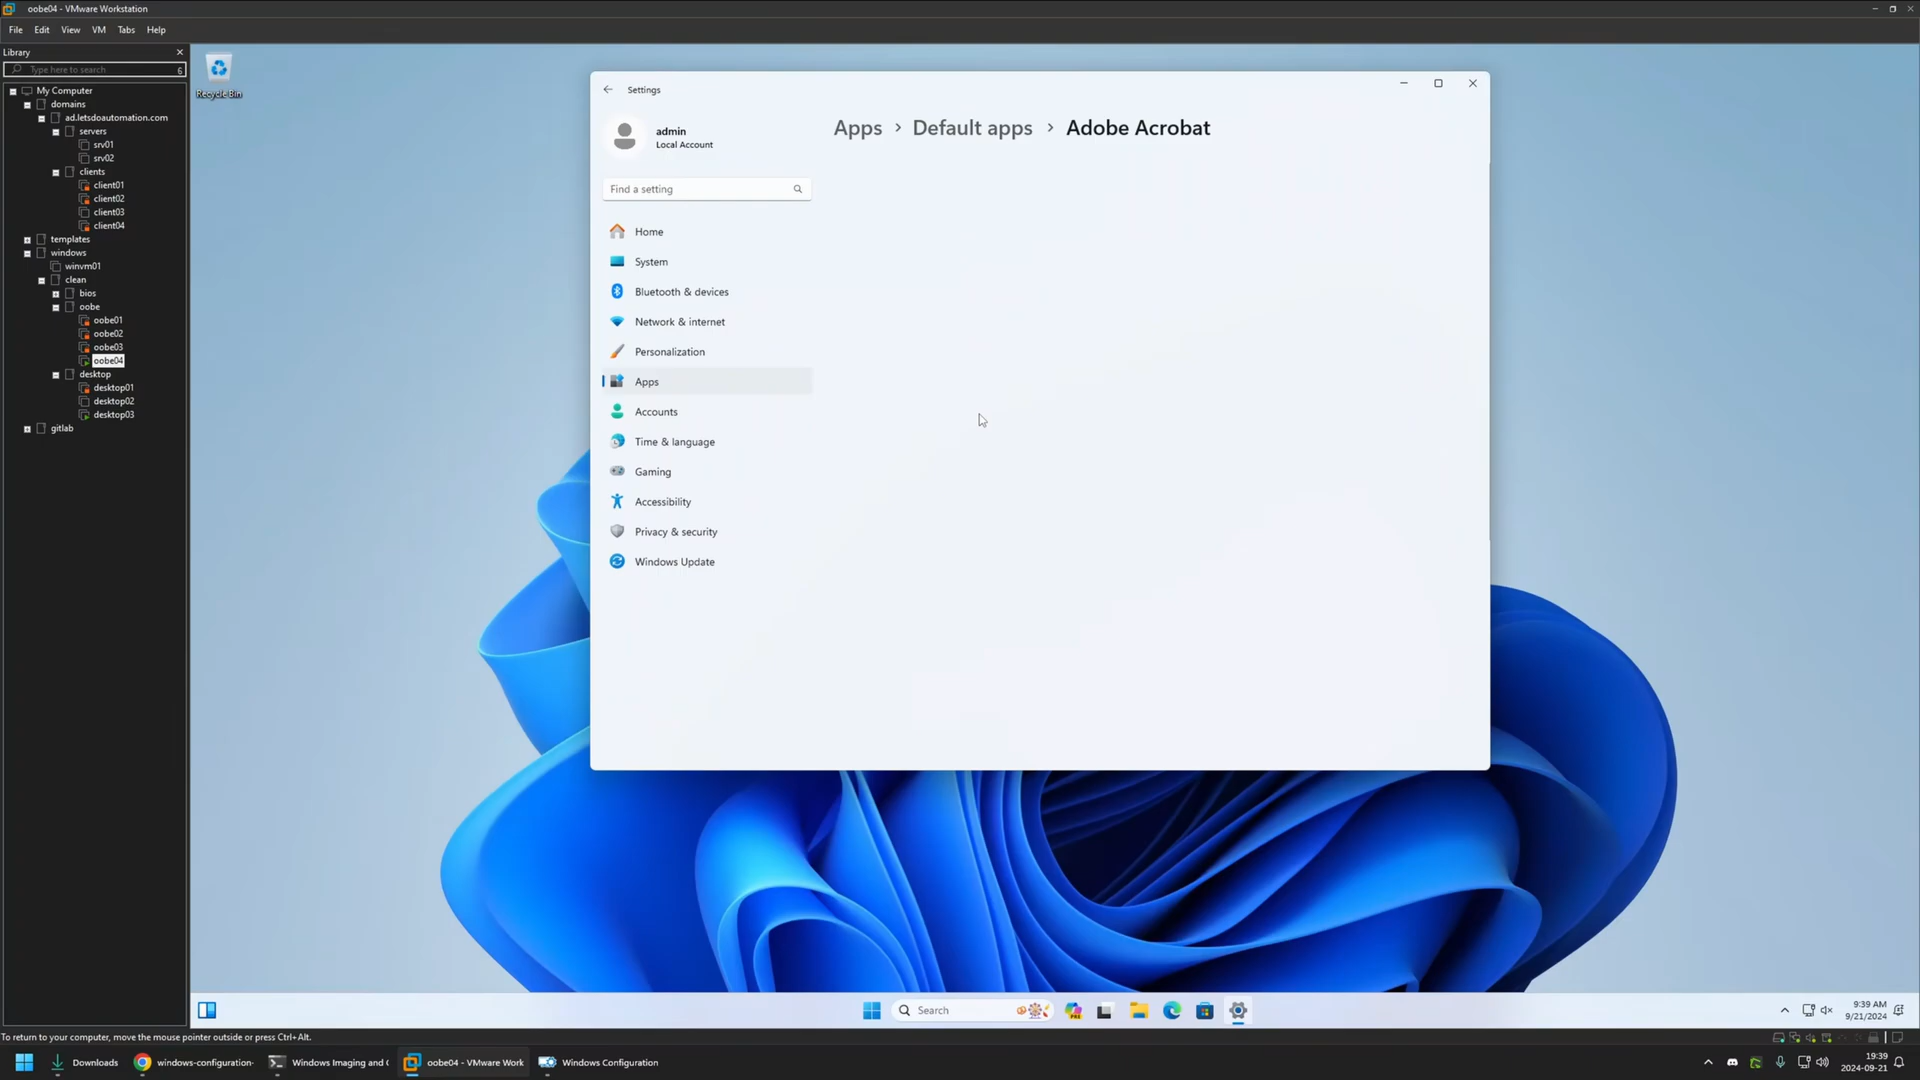 oobe04 - VMware Workstation
File Edit View VM Tabs Help
Library
Type here to search
My Computer
domains
ad.letsdoautomation.com
servers
srv01
srv02
clients
client01
client02
client03
client04
templates
windows
winvm01
clean
bios
oobe
oobe01
oobe02
oobe03
oobe04
desktop
desktop01
desktop02
desktop03
gitlab
Recycle Bin
Settings
admin
Local Account
Find a setting
Home
System
Bluetooth & devices
Network & internet
Personalization
Apps
Accounts
Time & language
Gaming
Accessibility
Privacy & security
Windows Update
Apps > Default apps > Adobe Acrobat
Search
9:39 AM
9/21/2024
To return to your computer, move the mouse pointer outside or press Ctrl+Alt.
Downloads
windows-configuration-
Windows Imaging and C
oobe04 - VMware Work
Windows Configuration
19:39
2024-09-21